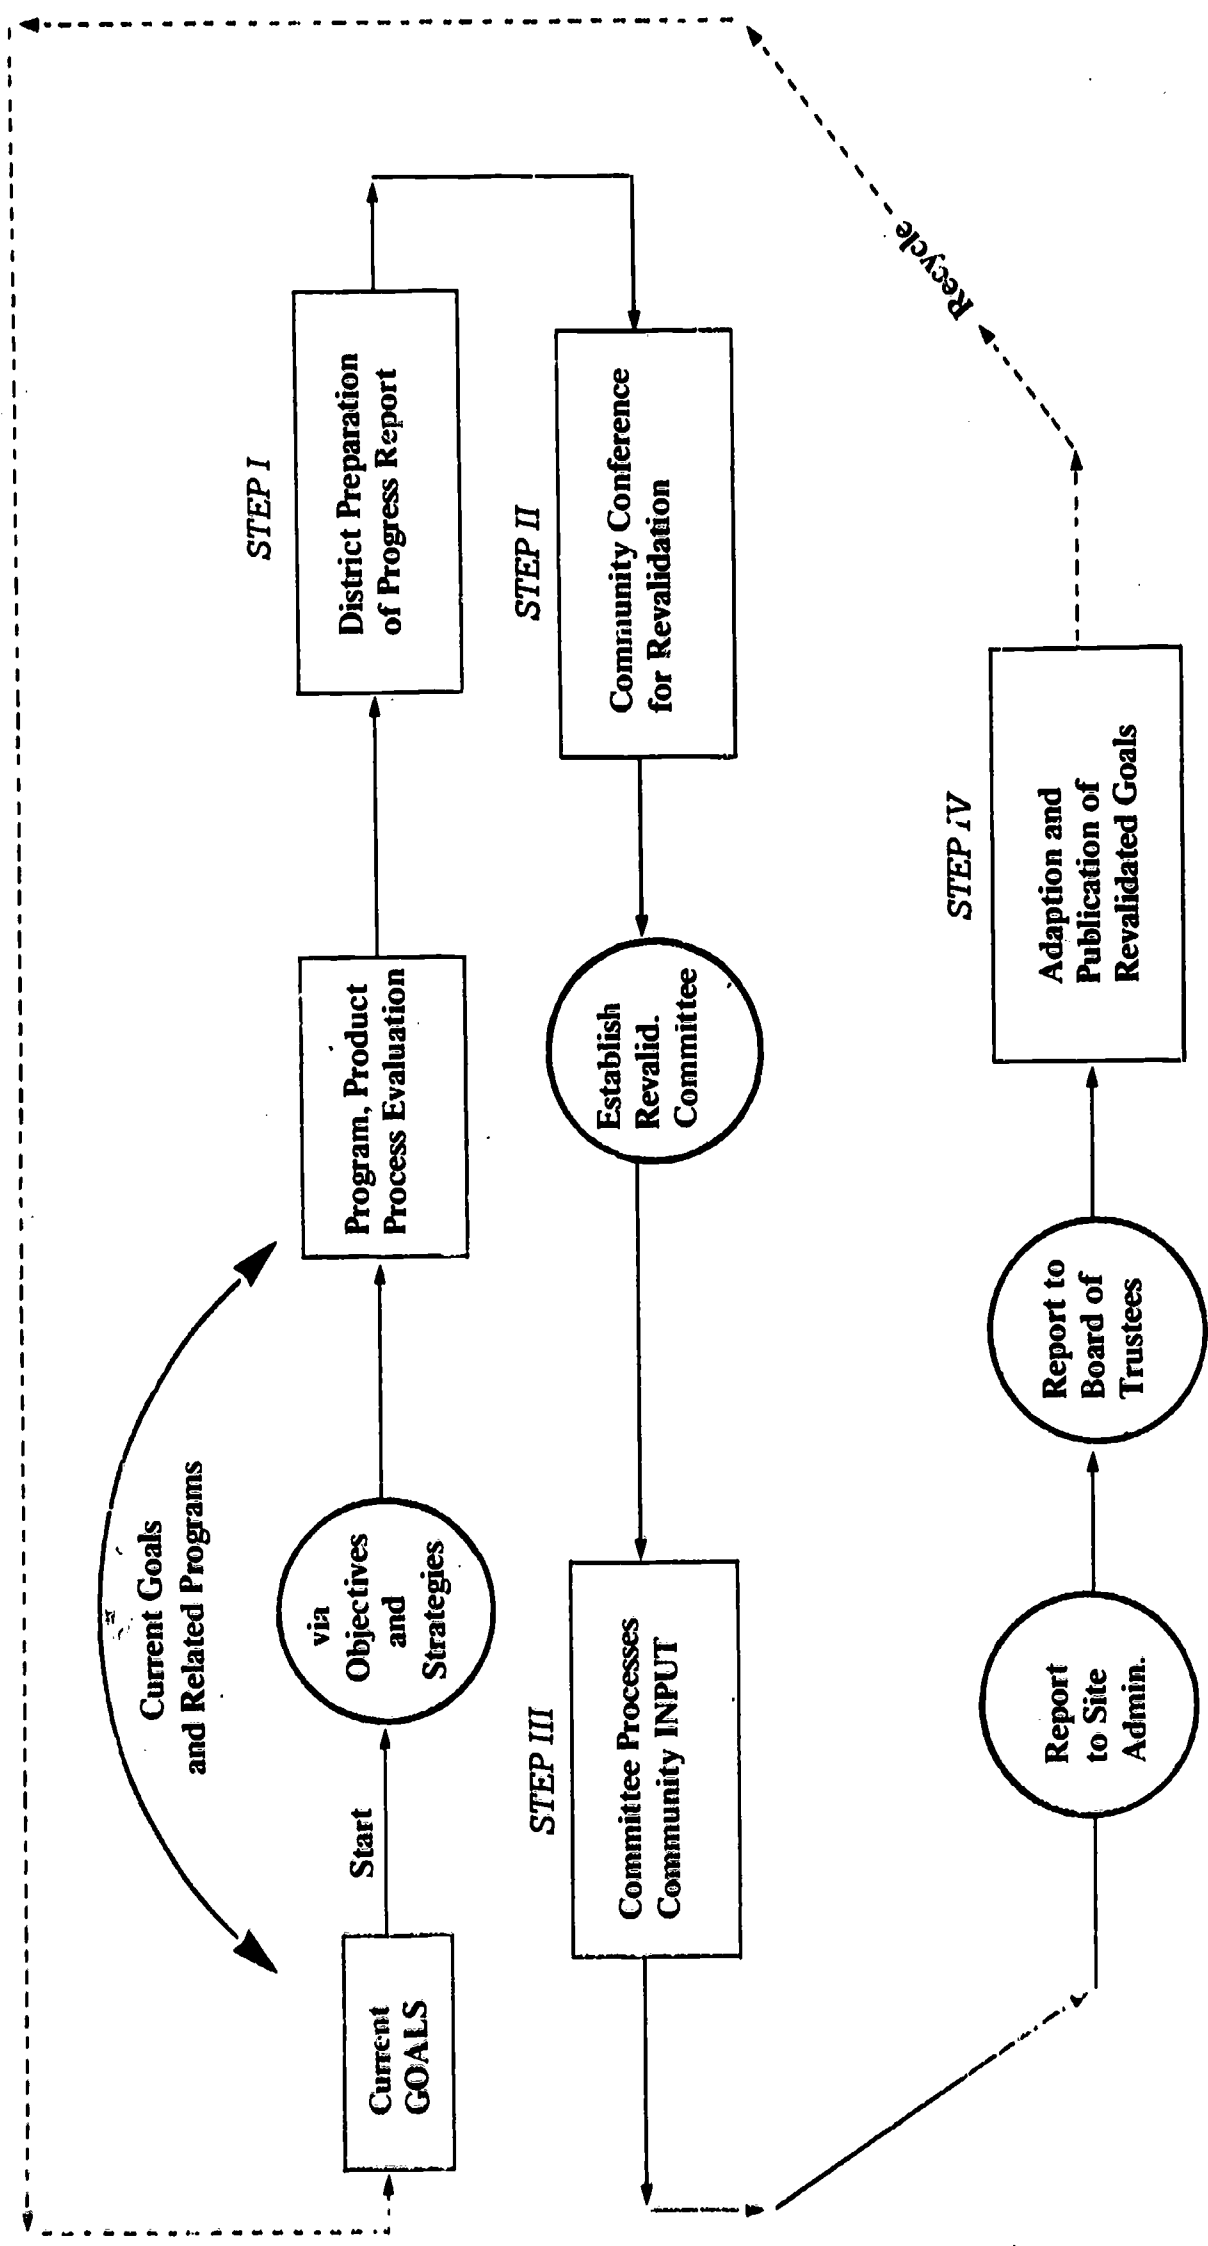 Current Goals
and Related Programs
Current
GOALS
Start
via
Objectives
and
Strategies
Program, Product
Process Evaluation
STEP I
District Preparation
of Progress Report
STEP II
Community Conference
for Revalidation
Establish
Revalid.
Committee
STEP III
Committee Processes
Community INPUT
Report
to Site
Admin.
Report to
Board of
Trustees
STEP IV
Adaption and
Publication of
Revalidated Goals
Recycle